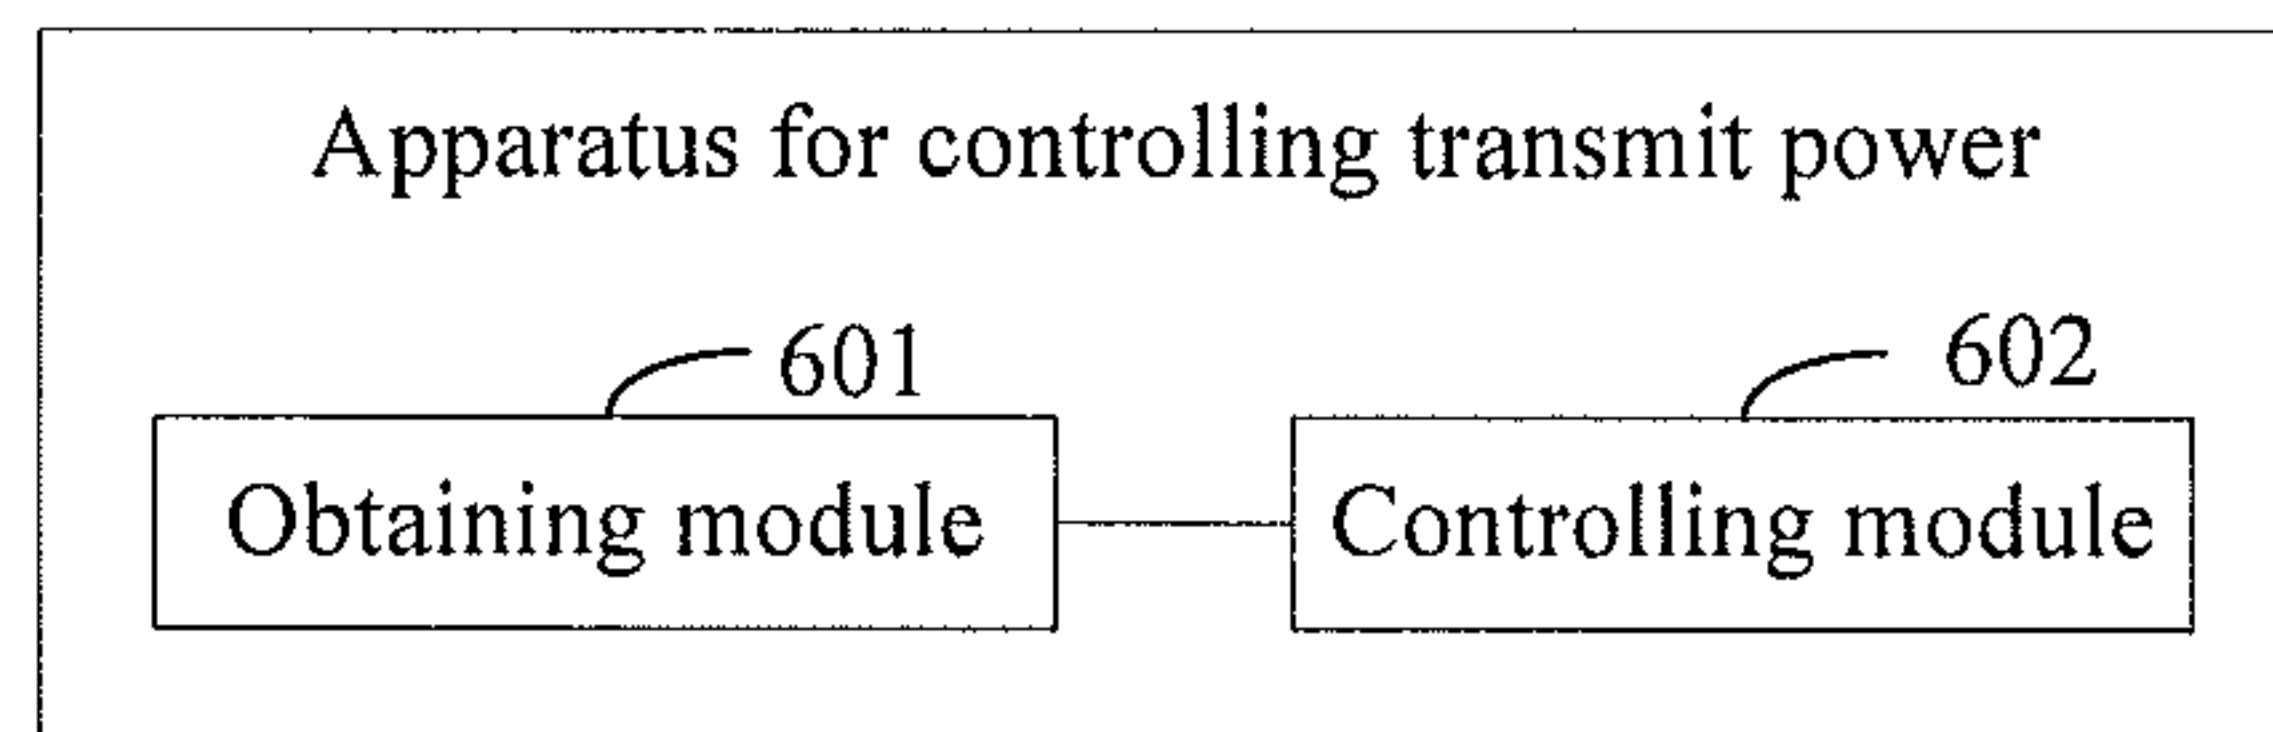 Apparatus for controlling transmit power
601
602
Obtaining module
Controlling module